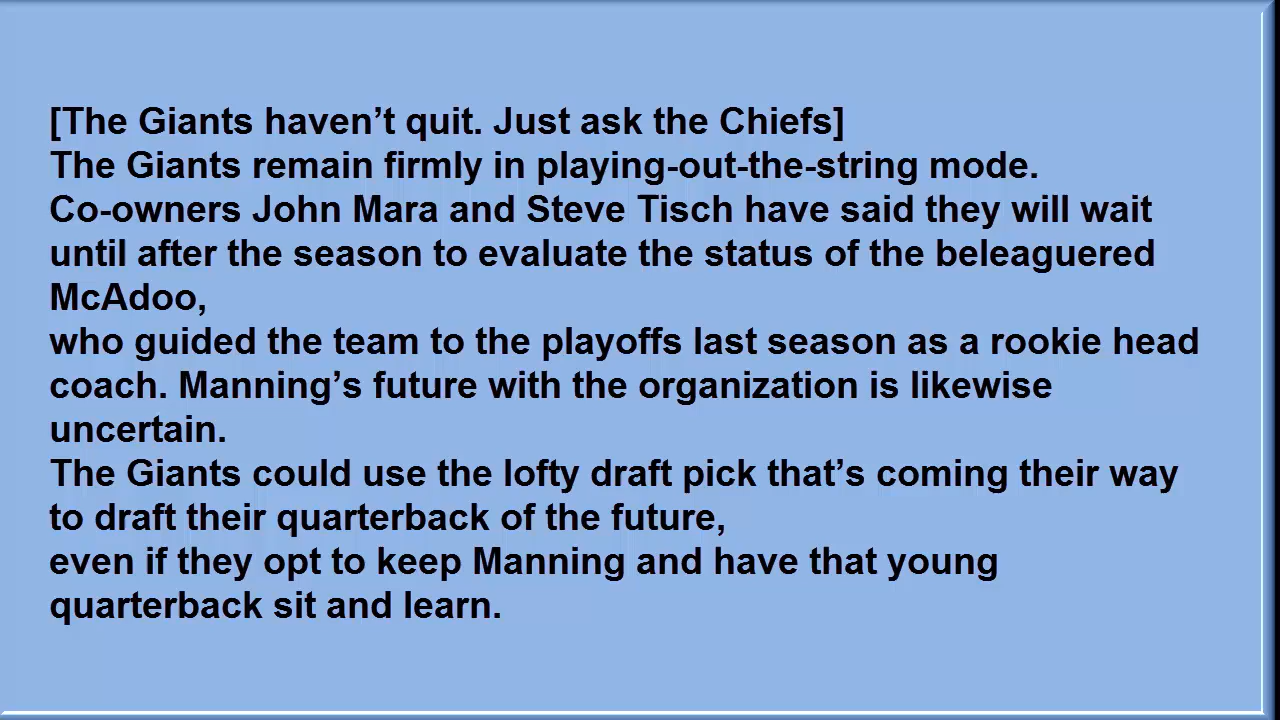 [The Giants haven’t quit. Just ask the Chiefs]
The Giants remain firmly in playing-out-the-string mode.
Co-owners John Mara and Steve Tisch have said they will wait
until after the season to evaluate the status of the beleaguered
McAdoo,
who guided the team to the playoffs last season as a rookie head
coach. Manning’s future with the organization is likewise
uncertain.
The Giants could use the lofty draft pick that’s coming their way
to draft their quarterback of the future,
even if they opt to keep Manning and have that young
quarterback sit and learn.